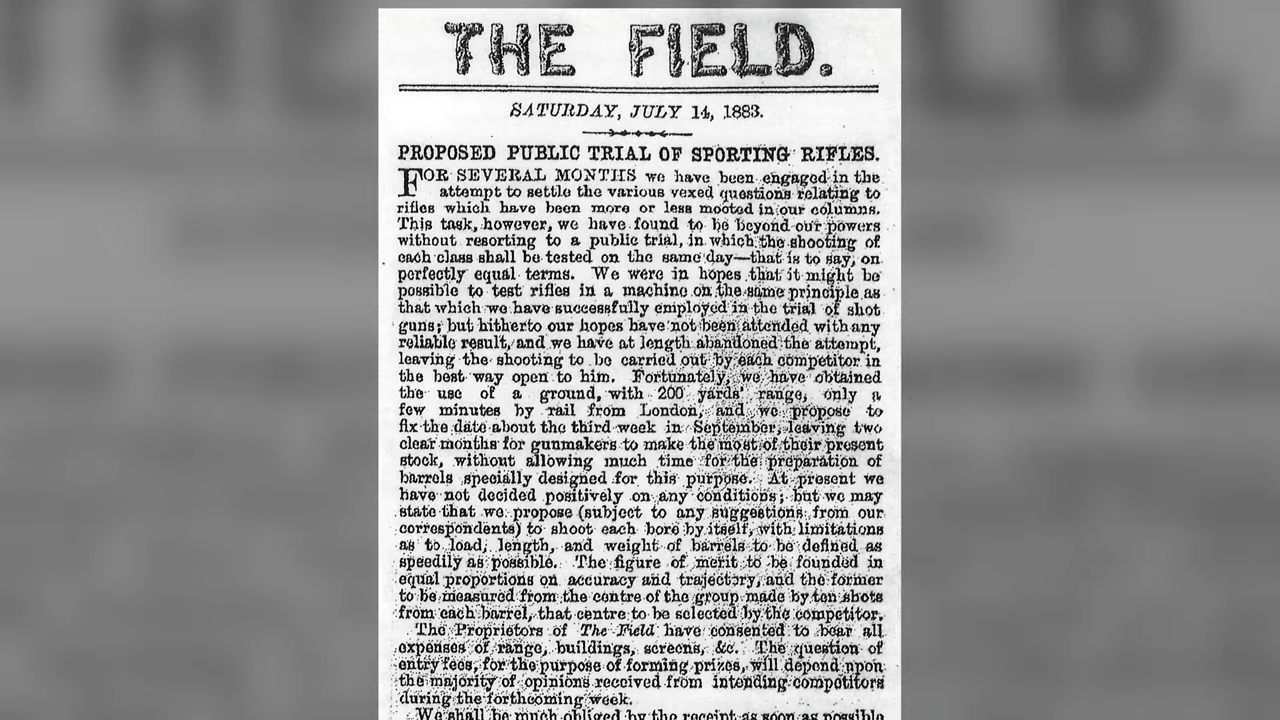 THE FIELD.
SATURDAY, JULY 14, 1883.
PROPOSED PUBLIC TRIAL OF SPORTING RIFLES.
FOR SEVERAL MONTHS we have been engaged in the
attempt to settle the various vexed questions relating to
rifles which have been more or less mooted in our columns.
This task, however, we have found to be beyond our powers
without resorting to a public trial, in which the shooting of
each class shall be tested on the same day—that is to say, on
perfectly equal terms. We were in hopes that it might be
possible to test rifles in a machine on the same principle as
that which we have successfully employed in the trial of shot
guns; but hitherto our hopes have not been attended with any
reliable result, and we have at length abandoned the attempt,
leaving the shooting to be carried out by each competitor in
the best way open to him. Fortunately, we have obtained
the use of a ground, with 200 yards' range, only a
few minutes by rail from London, and we propose to
fix the date about the third week in September, leaving two
clear months for gunmakers to make the most of their present
stock, without allowing much time for the preparation of
barrels specially designed for this purpose. At present we
have not decided positively on any conditions; but we may
state that we propose (subject to any suggestions from our
correspondents) to shoot each bore by itself, with limitations
as to load, length, and weight of barrels to be defined as
speedily as possible. The figure of merit to be founded in
equal proportions on accuracy and trajectory, and the former
to be measured from the centre of the group made by ten shots
from each barrel, that centre to be selected by the competitor.
The Proprietors of The Field have consented to bear all
expenses of range, buildings, screens, &c. The question of
entry fees, for the purpose of forming prizes, will depend upon
the majority of opinions received from intending competitors
during the forthcoming week.
We shall be much obliged by the receipt as soon as possible